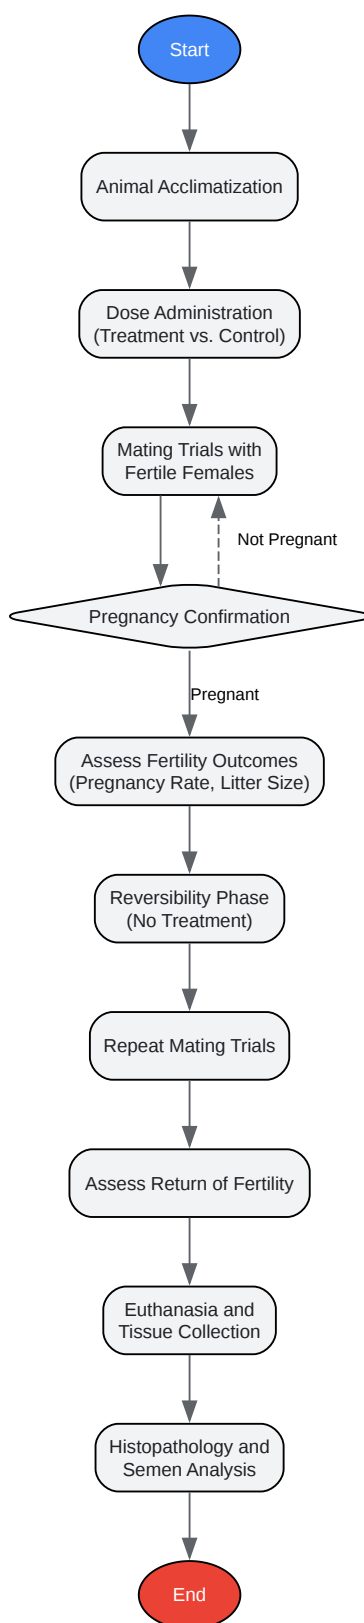 Start
Animal Acclimatization
Dose Administration
(Treatment vs. Control)
Mating Trials with
Fertile Females
Not Pregnant
Pregnancy Confirmation
Pregnant
Assess Fertility Outcomes
(Pregnancy Rate, Litter Size)
Reversibility Phase
(No Treatment)
Repeat Mating Trials
Assess Return of Fertility
Euthanasia and
Tissue Collection
Histopathology and
Semen Analysis
End